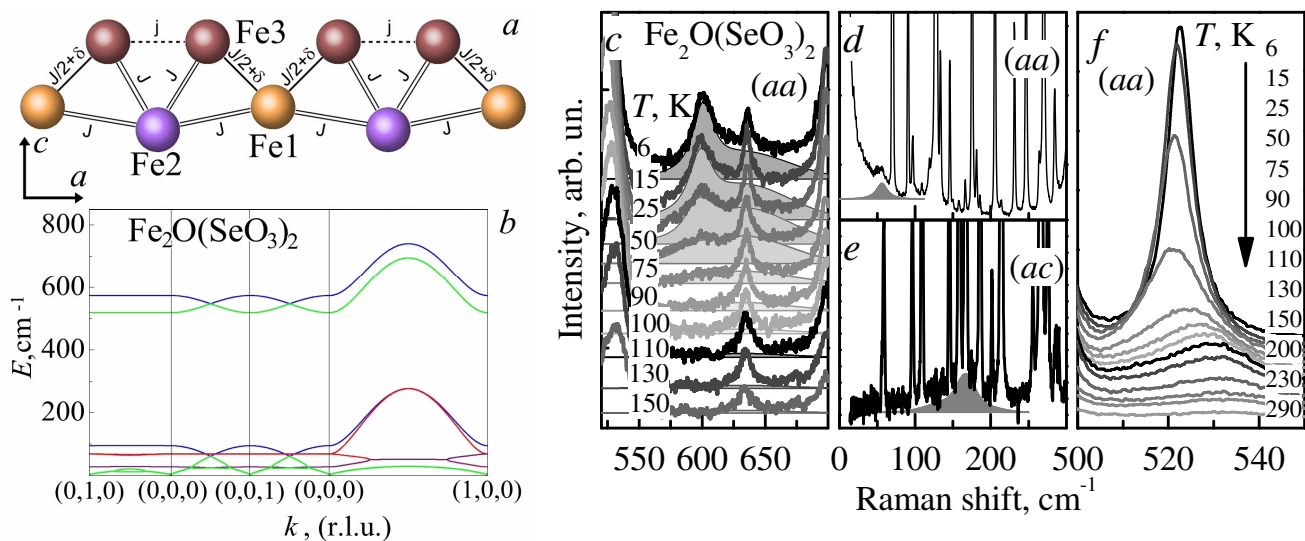 a
j
j
Fe3
J/2+δ
J
J
J/2+δ
J/2+δ
J
J
J/2+δ
J
J
J
J
Fe2
Fe1
c
a
b
Fe2O(SeO3)2
800
600
400
200
E,cm-1
(0,1,0)
(0,0,0)
(0,0,1)
(0,0,0)
(1,0,0)
k , (r.l.u.)
c
Fe2O(SeO3)2
(aa)
T, K
6
15
25
50
75
90
100
110
130
150
Intensity, arb. un.
550
600
650
d
(aa)
e
(ac)
0
100
200
500
f
(aa)
T, K
6
15
25
50
75
90
100
110
130
150
200
230
290
520
540
Raman shift, cm-1